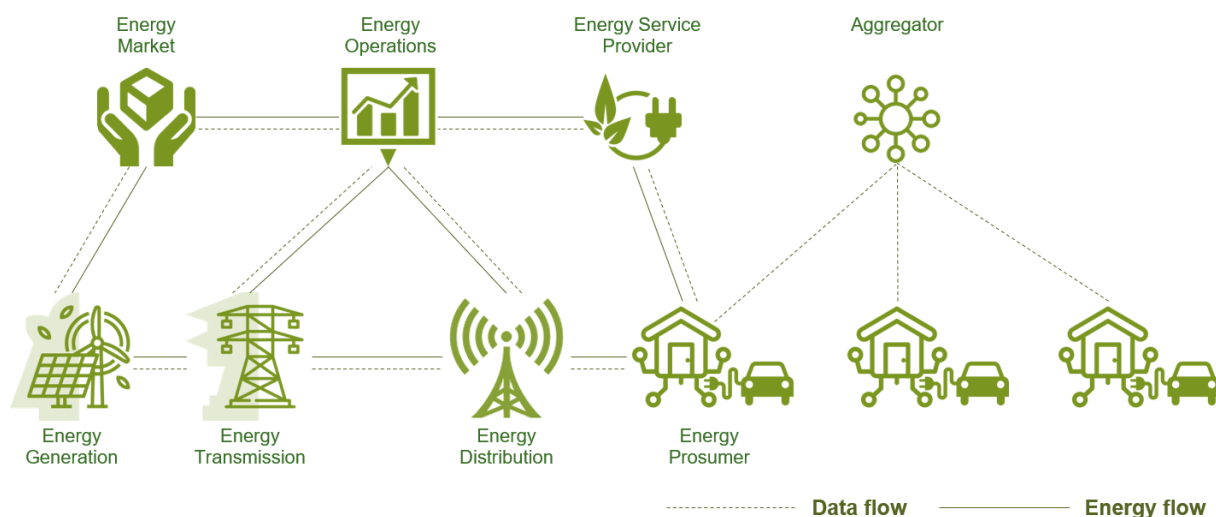 Energy
Market
Energy
Operations
Energy Service
Provider
Aggregator
Energy
Generation
Energy
Transmission
Energy
Distribution
Energy
Prosumer
Data flow
Energy flow